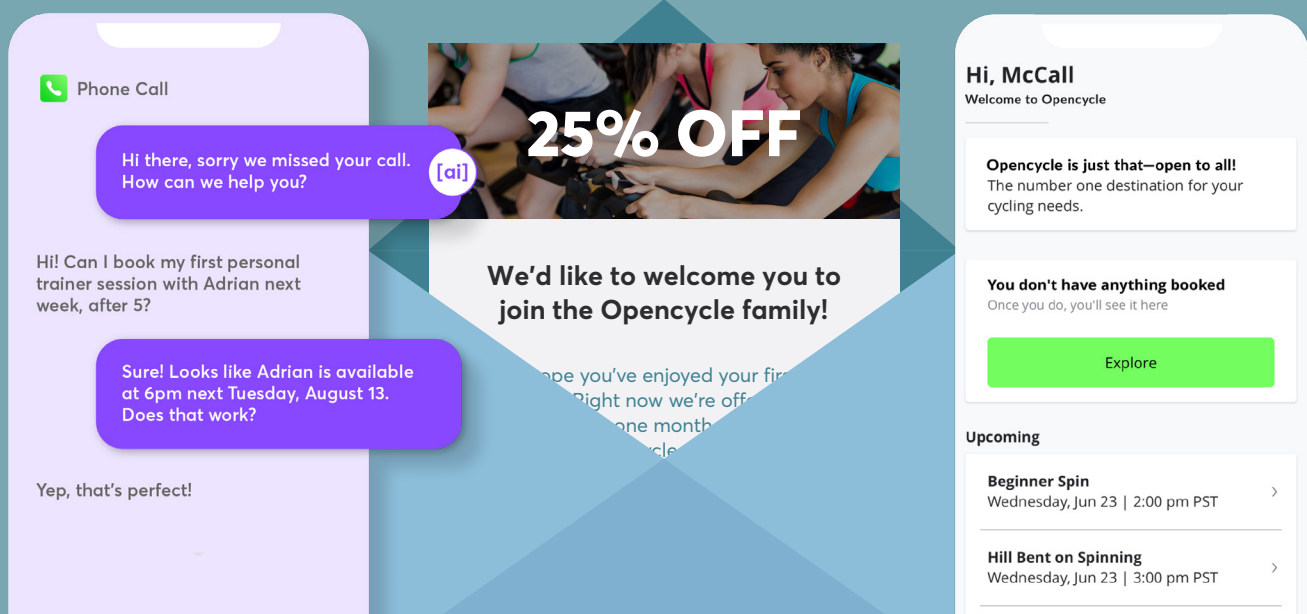 Phone Call
Hi there, sorry we missed your call.
How can we help you?
[ai]
Hi! Can I book my first personal
trainer session with Adrian next
week, after 5?
Sure! Looks like Adrian is available
at 6pm next Tuesday, August 13.
Does that work?
Yep, that's perfect!
25% OFF
We'd like to welcome you to
join the Opencycle family!
you've enjoyed your
Right now we're
one month
Hi, McCall
Welcome to Opencycle
Opencycle is just that—open to all!
The number one destination for your
cycling needs.
You don't have anything booked
Once you do, you'll see it here
Explore
Upcoming
Beginner Spin
Wednesday, Jun 23 | 2:00 pm PST
Hill Bent on Spinning
Wednesday, Jun 23 | 3:00 pm PST